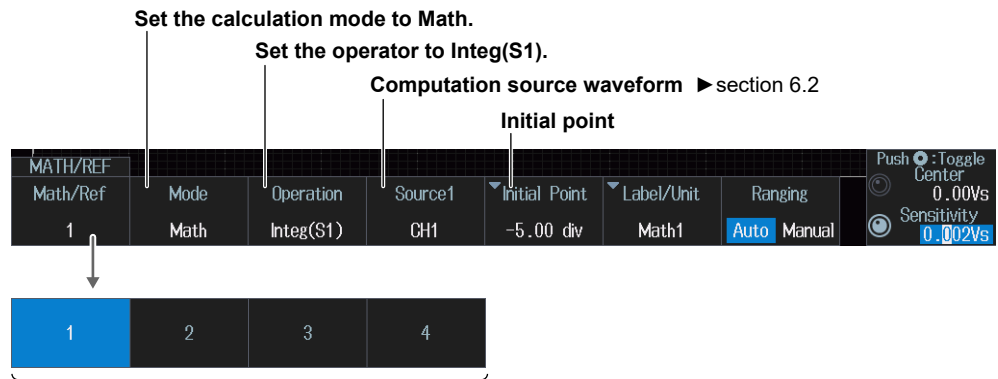 Set the calculation mode to Math.
Set the operator to Integ(S1).
Computation source waveform ►section 6.2
Initial point
MATH/REF
Math/Ref Mode Operation Source1 Initial Point Label/Unit Ranging
1 Math Integ(S1) CH1 -5.00 div Math1 Auto Manual
Push :Toggle
Center
0.00Vs
Sensitivity
0.002Vs
1 2 3 4